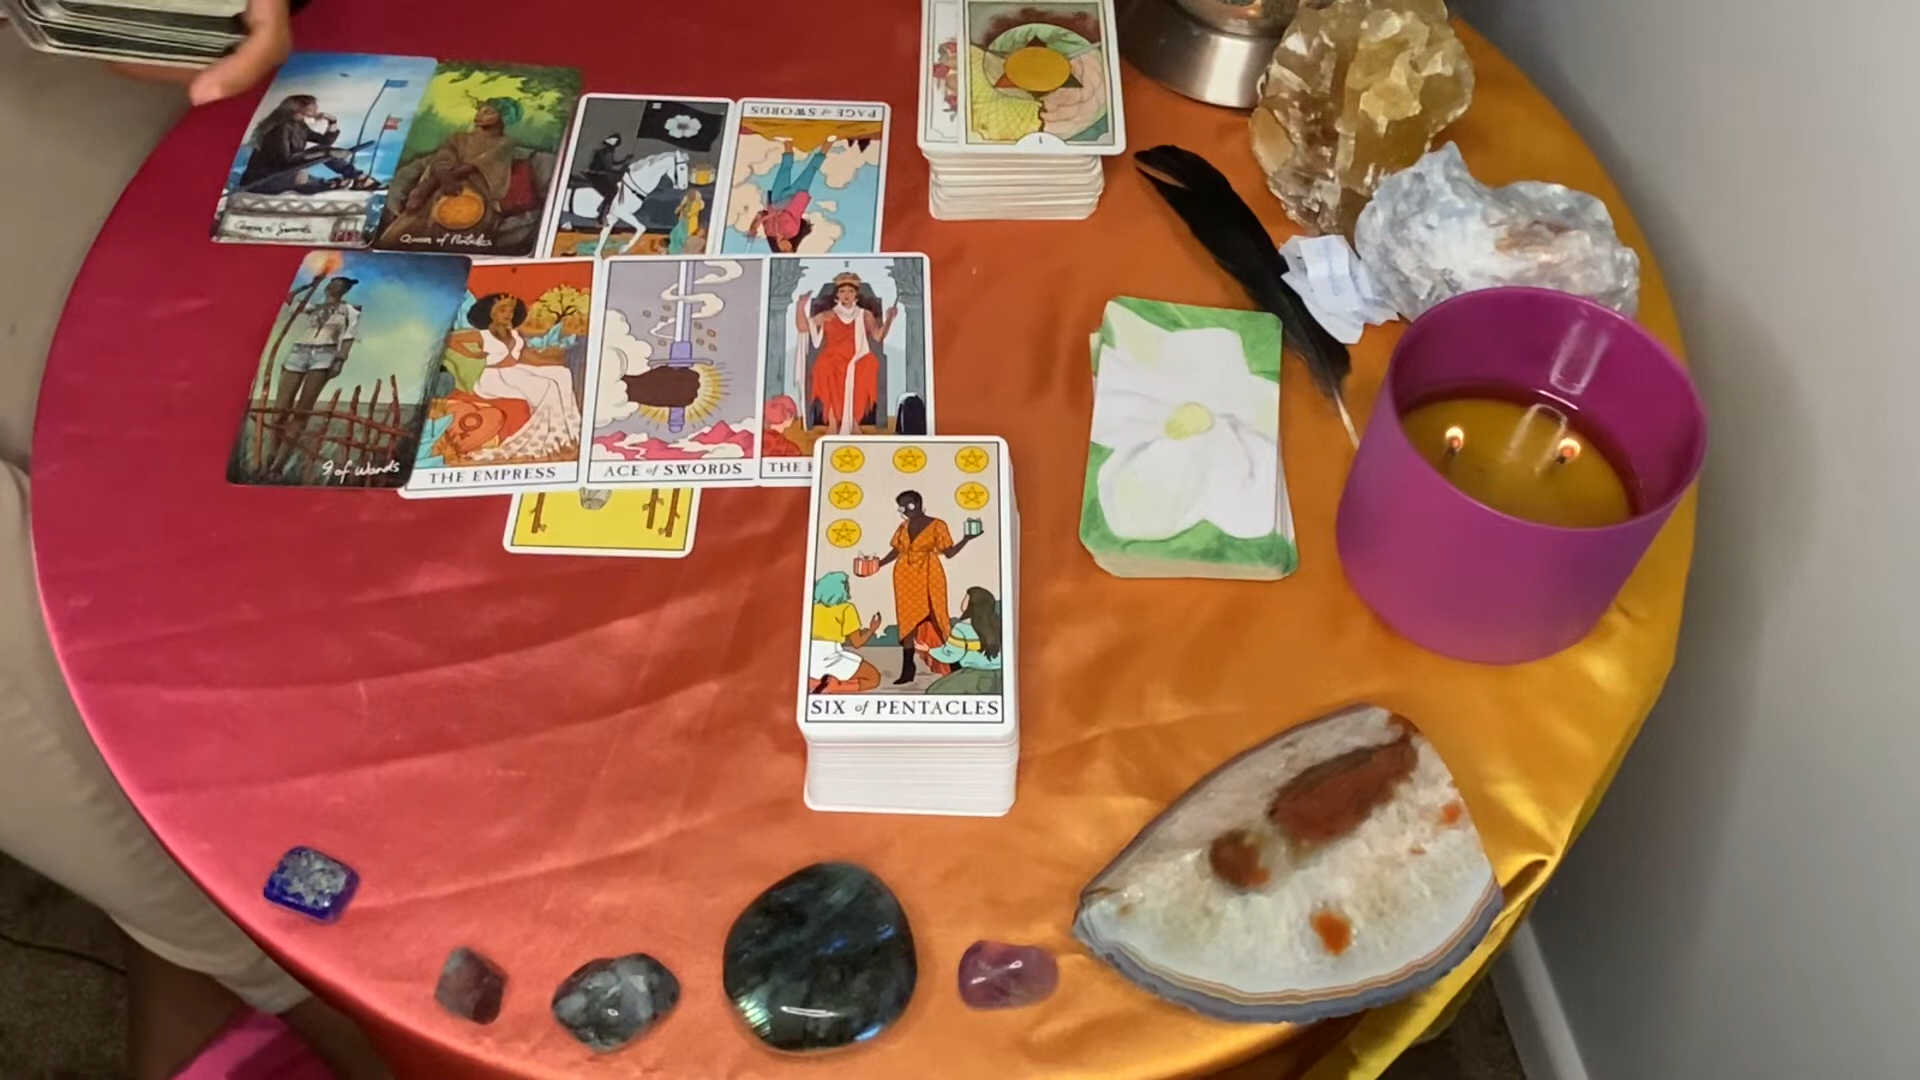 PAGE of SWORDS
Queen of Swords
Queen of Pentacles
9 of Wands
THE EMPRESS
ACE of SWORDS
THE
SIX of PENTACLES